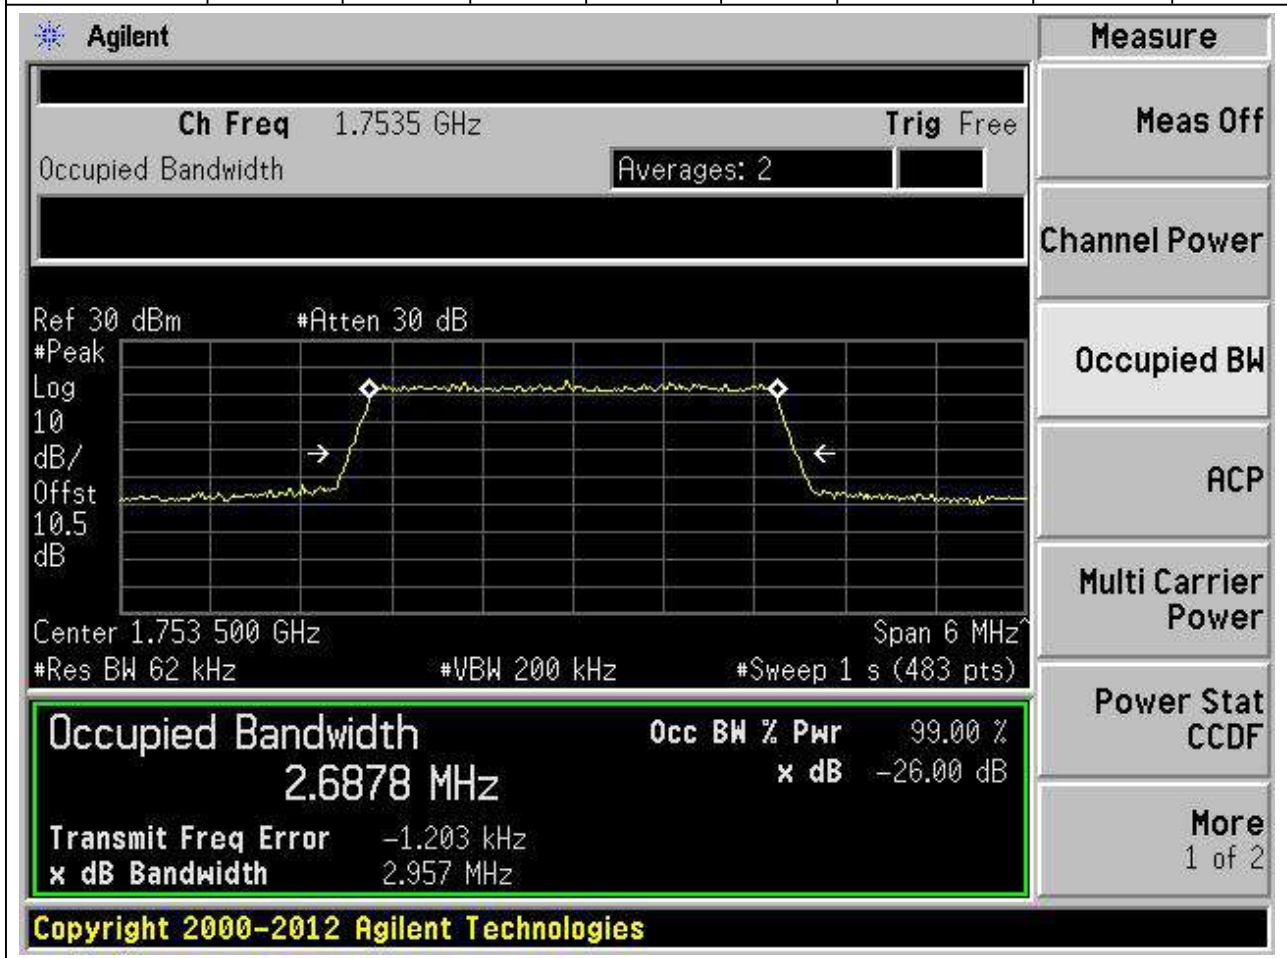 Agilent
Measure
Ch Freq 1.7535 GHz Trig Free
Occupied Bandwidth Averages: 2
Ref 30 dBm #Atten 30 dB
#Peak
Log
10
dB/
Offst
10.5
dB
Center 1.753 500 GHz Span 6 MHz^
#Res BW 62 kHz #VBW 200 kHz #Sweep 1 s (483 pts)
Occupied Bandwidth Occ BW % Pwr 99.00 %
2.6878 MHz x dB -26.00 dB
Transmit Freq Error -1.203 kHz
x dB Bandwidth 2.957 MHz
Meas Off
Channel Power
Occupied BW
ACP
Multi Carrier
Power
Power Stat
CCDF
More
1 of 2
Copyright 2000-2012 Agilent Technologies